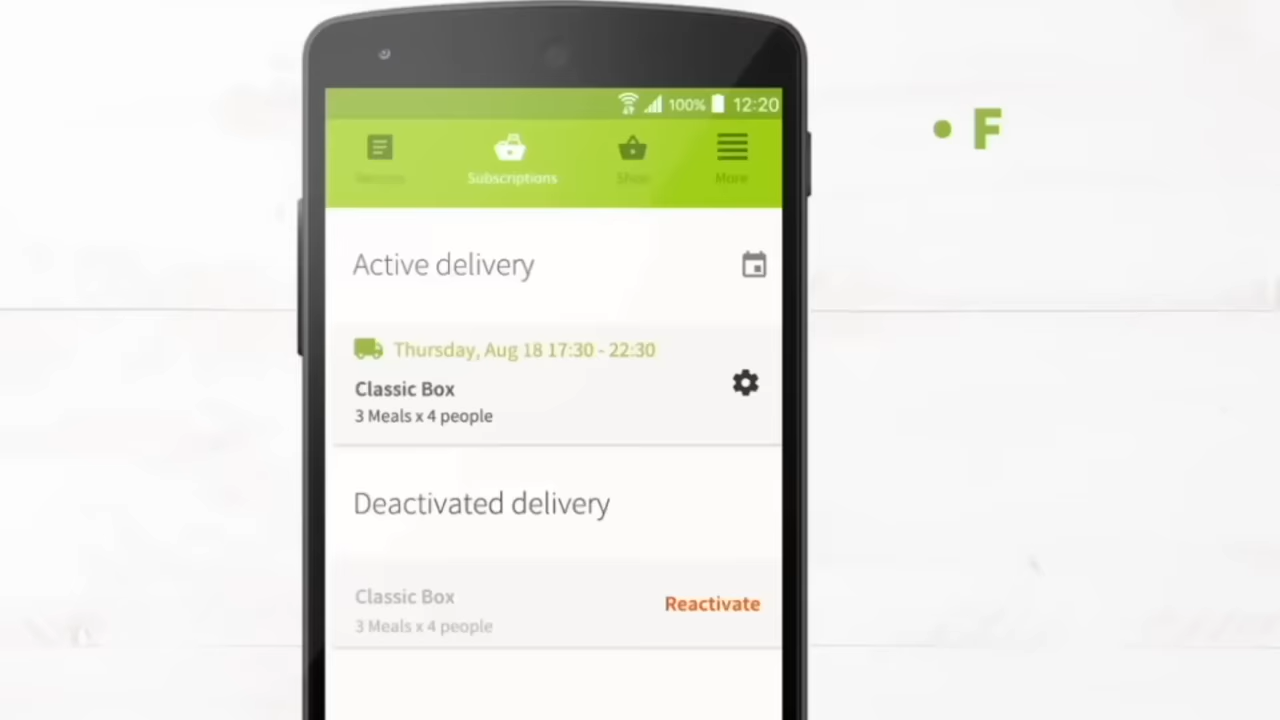 100% 12:20
Subscriptions
Shop
More
Active delivery
Thursday, Aug 18 17:30 - 22:30
Classic Box
3 Meals x 4 people
Deactivated delivery
Classic Box
3 Meals x 4 people
Reactivate
• F